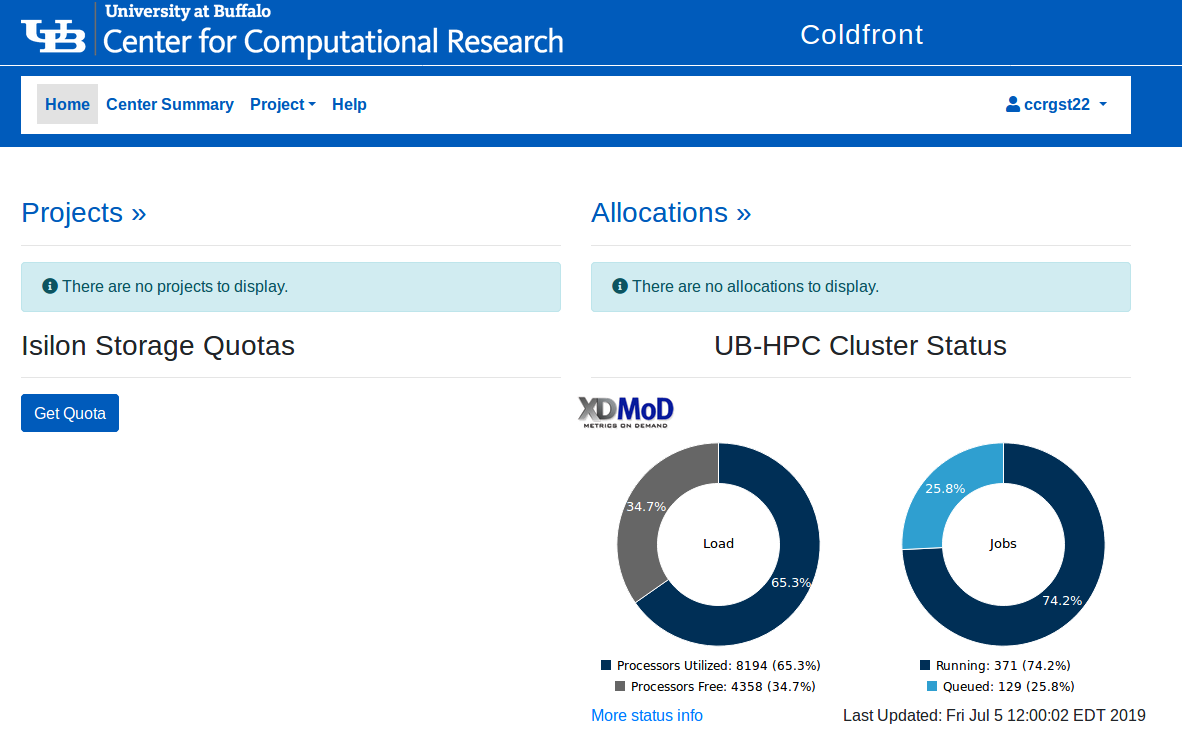 UB
University at Buffalo
Center for Computational Research
Coldfront
Home Center Summary Project Help ccrgst22
Projects »
There are no projects to display.
Isilon Storage Quotas
Get Quota
Allocations »
There are no allocations to display.
UB-HPC Cluster Status
XDMoD
METRICS ON DEMAND
34.7%
Load
65.3%
Processors Utilized: 8194 (65.3%)
Processors Free: 4358 (34.7%)
25.8%
Jobs
74.2%
Running: 371 (74.2%)
Queued: 129 (25.8%)
More status info
Last Updated: Fri Jul 5 12:00:02 EDT 2019